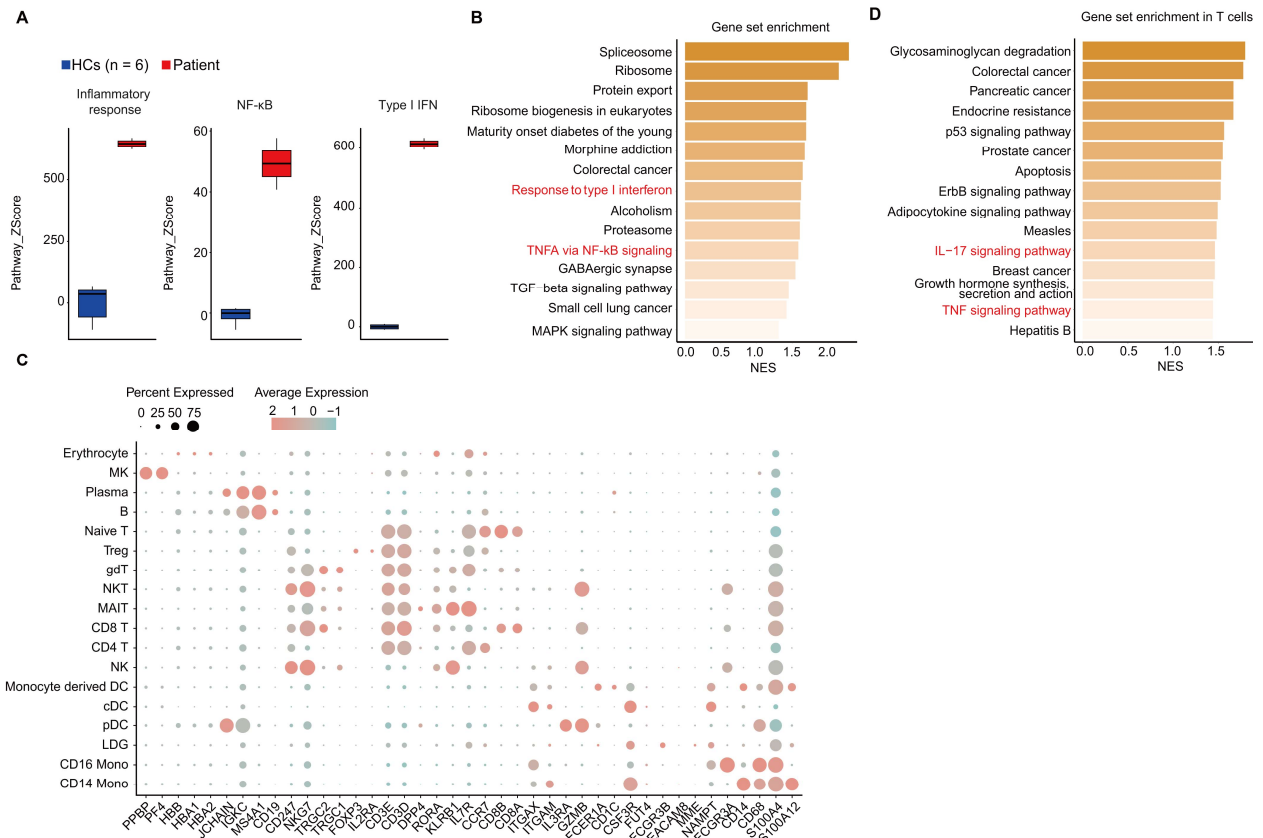 A
HCs (n = 6)
Patient
Inflammatory
response
NF-κB
Type I IFN
Pathway_ZScore
500
250
0
Pathway_ZScore
60
40
20
0
Pathway_ZScore
600
400
200
0
B
Gene set enrichment
Spliceosome
Ribosome
Protein export
Ribosome biogenesis in eukaryotes
Maturity onset diabetes of the young
Morphine addiction
Colorectal cancer
Response to type I interferon
Alcoholism
Proteasome
TNFA via NF-kB signaling
GABAergic synapse
TGF-beta signaling pathway
Small cell lung cancer
MAPK signaling pathway
0.0 0.5 1.0 1.5 2.0
NES
D
Gene set enrichment in T cells
Glycosaminoglycan degradation
Colorectal cancer
Pancreatic cancer
Endocrine resistance
p53 signaling pathway
Prostate cancer
Apoptosis
ErbB signaling pathway
Adipocytokine signaling pathway
Measles
IL−17 signaling pathway
Breast cancer
Growth hormone synthesis,
secretion and action
TNF signaling pathway
Hepatitis B
0.0 0.5 1.0 1.5
NES
C
Percent Expressed
0 25 50 75
Average Expression
2 1 0 −1
Erythrocyte
MK
Plasma
B
Naive T
Treg
gdT
NKT
MAIT
CD8 T
CD4 T
NK
Monocyte derived DC
cDC
pDC
LDG
CD16 Mono
CD14 Mono
PPBP
PF4
HBB
HBA1
HBA2
JCHAIN
IGKC
MS4A1
CD19
CD247
NKG7
TRGC2
TRGC1
FOXP3
IL2RA
CD3E
CD3D
DPP4
RORA
KLRB1
IL7R
CCR7
CD8B
CD8A
ITGAX
ITGAM
IL3RA
GZMB
FCER1A
CD1C
CSF3R
FUT4
FCGR3B
EACAM8
MME
NAMPT
FCGR3A
CD14
CD68
S100A4
S100A12